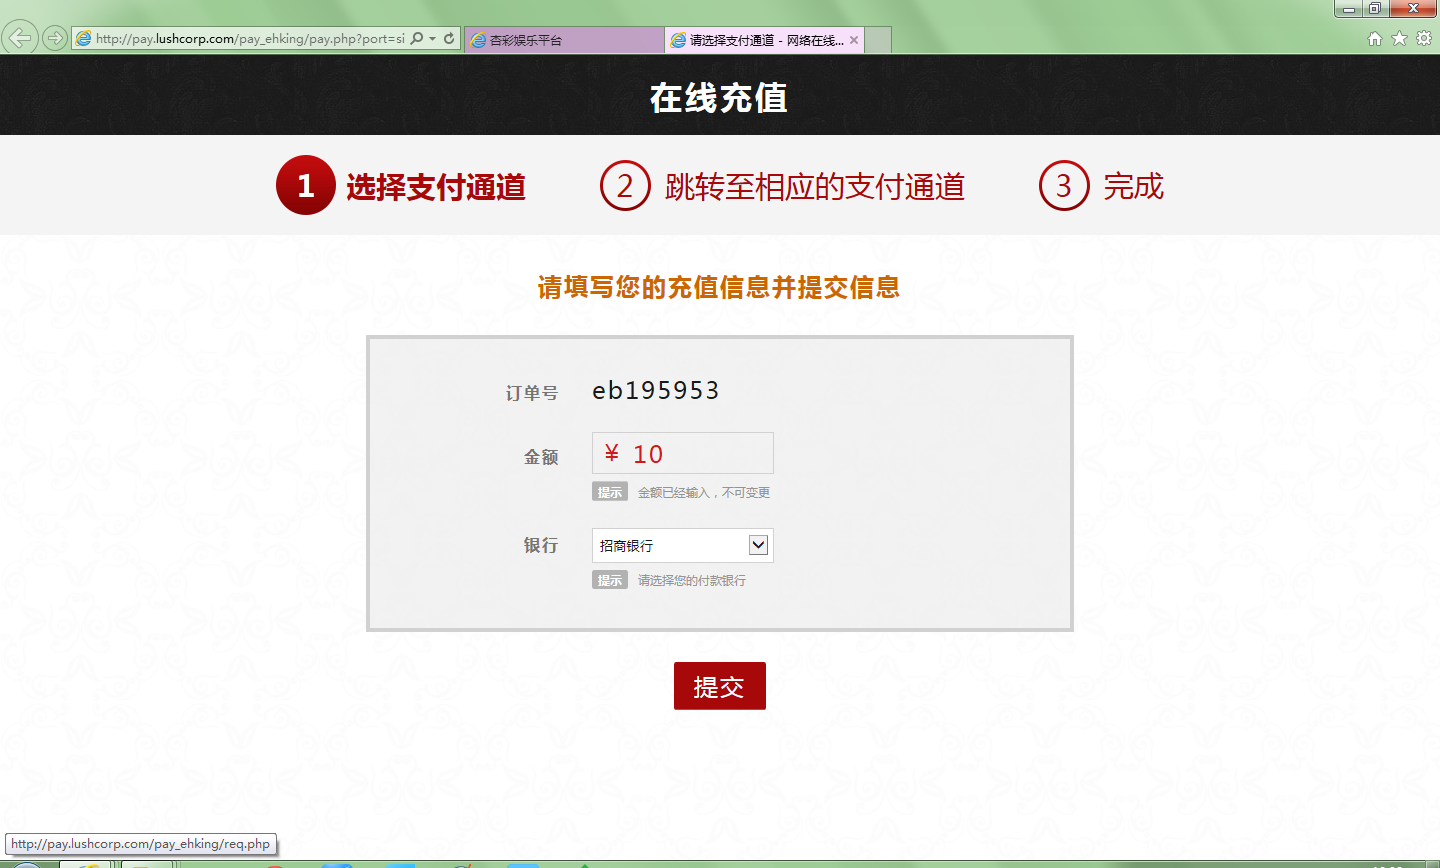 http://pay.lushcorp.com/pay_ehking/pay.php?port=si
杏彩娱乐平台
请选择支付通道 - 网络在线...
在线充值
1 选择支付通道
2 跳转至相应的支付通道
3 完成
请填写您的充值信息并提交信息
订单号 eb195953
金额 ¥ 10
提示 金额已经输入，不可变更
银行 招商银行
提示 请选择您的付款银行
提交
http://pay.lushcorp.com/pay_ehking/req.php